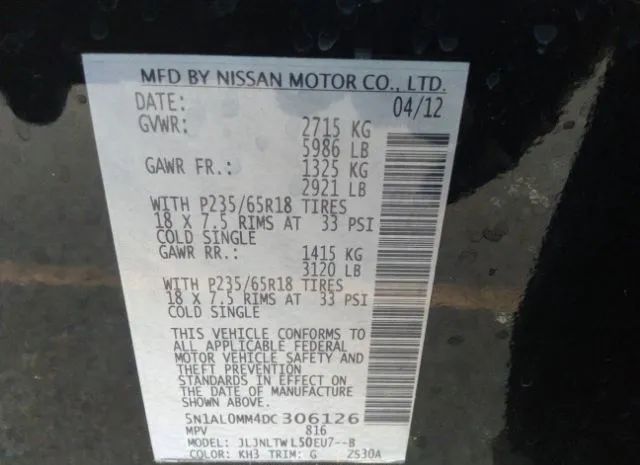 MFD BY NISSAN MOTOR CO., LTD.
DATE: 04/12
GVWR: 2715 KG
5986 LB
GAWR FR.: 1325 KG
2921 LB
WITH P235/65R18 TIRES
18 X 7.5 RIMS AT 33 PSI
COLD SINGLE
GAWR RR.: 1415 KG
3120 LB
WITH P235/65R18 TIRES
18 X 7.5 RIMS AT 33 PSI
COLD SINGLE
THIS VEHICLE CONFORMS TO
ALL APPLICABLE FEDERAL
MOTOR VEHICLE SAFETY AND
THEFT PREVENTION
STANDARDS IN EFFECT ON
THE DATE OF MANUFACTURE
SHOWN ABOVE.
5N1AL0MM4DC306126
MPV 816
MODEL: JLJNLTWL50EU7--B
COLOR: KH3 TRIM: G ZS30A